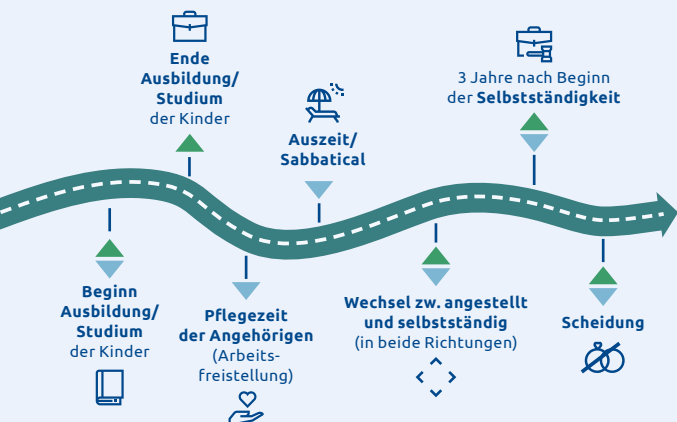 Ende
Ausbildung/
Studium
der Kinder
Auszeit/
Sabbatical
3 Jahre nach Beginn
der Selbstständigkeit
Beginn
Ausbildung/
Studium
der Kinder
Pflegezeit
der Angehörigen
(Arbeits-
freistellung)
Wechsel zw. angestellt
und selbstständig
(in beide Richtungen)
Scheidung